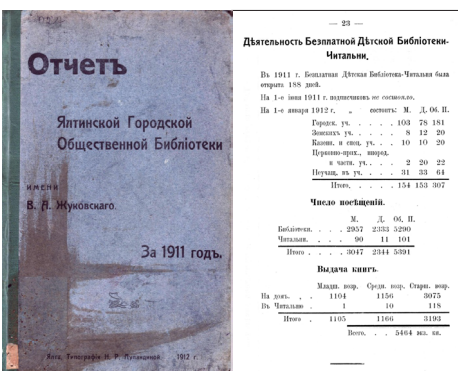 Отчетъ
Ялтинской Городской
Общественной Библіотеки
ИМЕНИ
В. А. Жуковскаго.
За 1911 годъ.
Ялта, Типографія Н. Р. Лупандиной 1912 г.
— 23 —
Дѣятельность Безплатной Дѣтской Библіотеки-
Читальни.
Въ 1911 г. Безплатная Дѣтская Библіотека-Читальня была
открыта 188 дней.
На 1-е іюня 1911 г. подписчиковъ не состояло.
На 1-е января 1912 г. „ состоитъ: М. Д. Об. П.
Городск. уч. . . . . 103 78 181
Земскихъ уч. . . . . 8 12 20
Казенн. и спец. уч. . . 10 10 20
Церковно-прих., инород.
и частн. уч. . . . 2 20 22
Неучащ. въ уч. . . . 31 33 64
Итого. . . . . 154 153 307
Число посѣщеній.
М. Д. Об. П.
Библіотеки. . . . 2957 2333 5290
Читальни. . . . 90 11 101
Итого . . . . 3047 2344 5391
Выдача книгъ.
Младш. возр. Средн. возр. Старш. возр.
На домъ. . . 1104 1156 3075
Въ Читальню . 1 10 118
Итого . 1105 1166 3193
Всего. . . 5464 экз. кн.